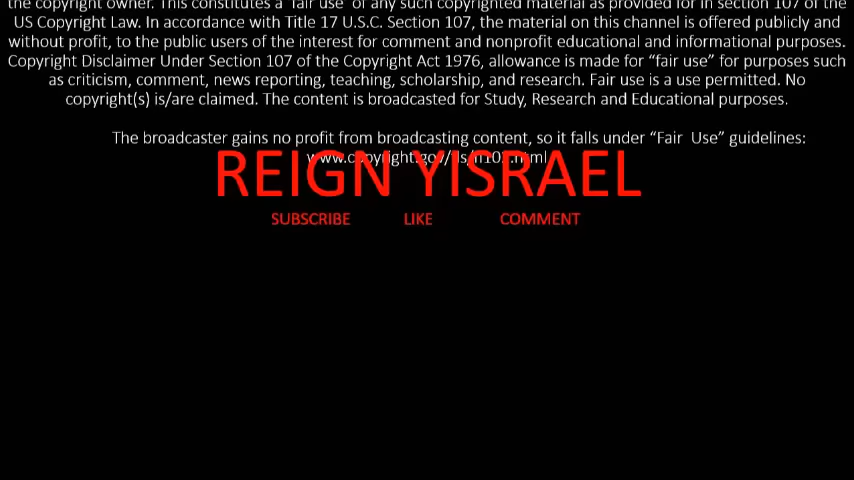 the copyright owner. This constitutes a 'fair use' of any such copyrighted material as provided for in section 107 of the
US Copyright Law. In accordance with Title 17 U.S.C. Section 107, the material on this channel is offered publicly and
without profit, to the public users of the interest for comment and nonprofit educational and informational purposes.
Copyright Disclaimer Under Section 107 of the Copyright Act 1976, allowance is made for “fair use” for purposes such
as criticism, comment, news reporting, teaching, scholarship, and research. Fair use is a use permitted. No
copyright(s) is/are claimed. The content is broadcasted for Study, Research and Educational purposes.
The broadcaster gains no profit from broadcasting content, so it falls under “Fair Use” guidelines:
REIGN YISRAEL
SUBSCRIBE LIKE COMMENT